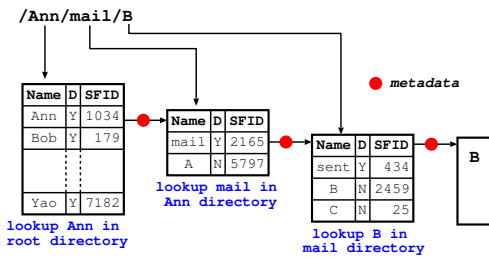 /Ann/mail/B
metadata
Name D SFID
Ann Y 1034
Bob Y 179
Yao Y 7182
lookup Ann in
root directory
Name D SFID
mail Y 2165
A N 5797
lookup mail in
Ann directory
Name D SFID
sent Y 434
B N 2459
C N 25
lookup B in
mail directory
B